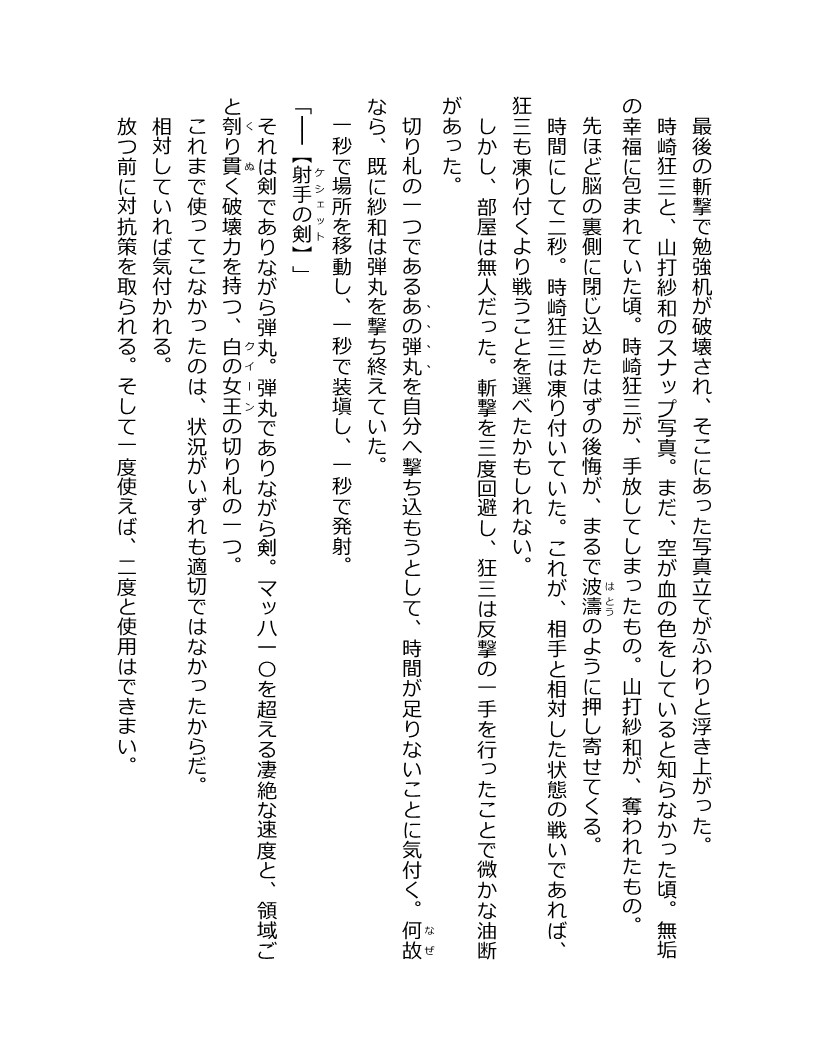 最後の斬撃で勉強机が破壊され、そこにあった写真立てがふわりと浮き上がった。
時崎狂三と、山打紗和のスナップ写真。まだ、空が血の色をしていると知らなかった頃。無垢
の幸福に包まれていた頃。時崎狂三が、手放してしまったもの。山打紗和が、奪われたもの。
先ほど脳の裏側に閉じ込めたはずの後悔が、まるで波濤のように押し寄せてくる。
時間にして二秒。時崎狂三は凍り付いていた。これが、相手と相対した状態の戦いであれば、
狂三も凍り付くより戦うことを選べたかもしれない。
しかし、部屋は無人だった。斬撃を三度回避し、狂三は反撃の一手を行ったことで微かな油断
があった。
切り札の一つであるあの弾丸を自分へ撃ち込もうとして、時間が足りないことに気付く。何故
なら、既に紗和は弾丸を撃ち終えていた。
一秒で場所を移動し、一秒で装塡し、一秒で発射。
「――【射手の剣】」
それは剣でありながら弾丸。弾丸でありながら剣。マッハ一〇を超える凄絶な速度と、領域ご
と刳り貫く破壊力を持つ、白の女王の切り札の一つ。
これまで使ってこなかったのは、状況がいずれも適切ではなかったからだ。
相対していれば気付かれる。
放つ前に対抗策を取られる。そして一度使えば、二度と使用はできまい。